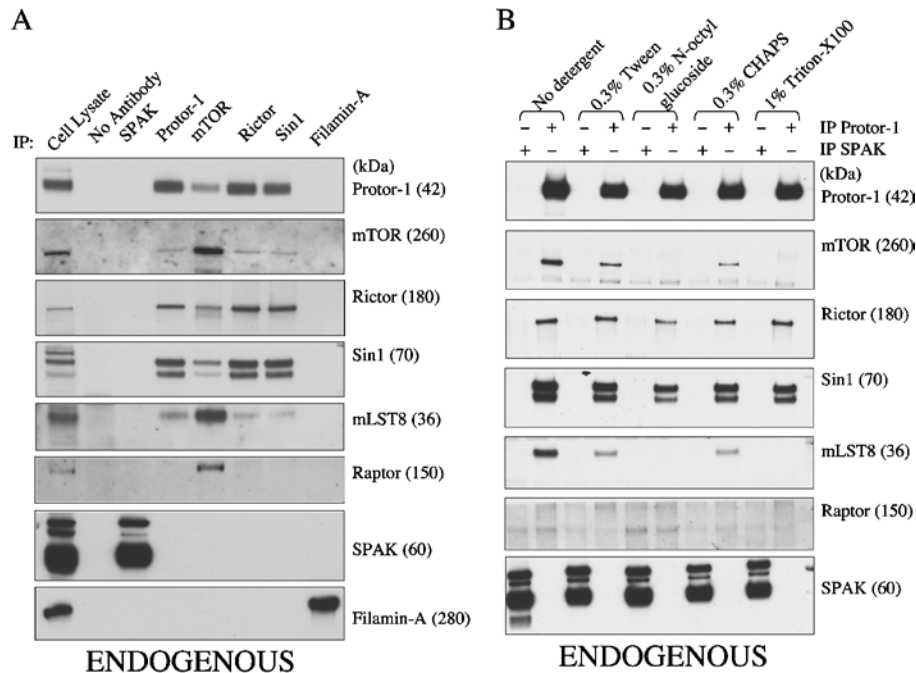 A
IP: Cell Lysate No Antibody SPAK Protor-1 mTOR Rictor Sin1 Filamin-A
(kDa)
Protor-1 (42)
mTOR (260)
Rictor (180)
Sin1 (70)
mLST8 (36)
Raptor (150)
SPAK (60)
Filamin-A (280)
ENDOGENOUS
B
No detergent 0.3% Tween 0.3% N-octyl glucoside 0.3% CHAPS 1% Triton-X100
– + – + – + – + – + IP Protor-1
+ – + – + – + – + – IP SPAK
(kDa)
Protor-1 (42)
mTOR (260)
Rictor (180)
Sin1 (70)
mLST8 (36)
Raptor (150)
SPAK (60)
ENDOGENOUS